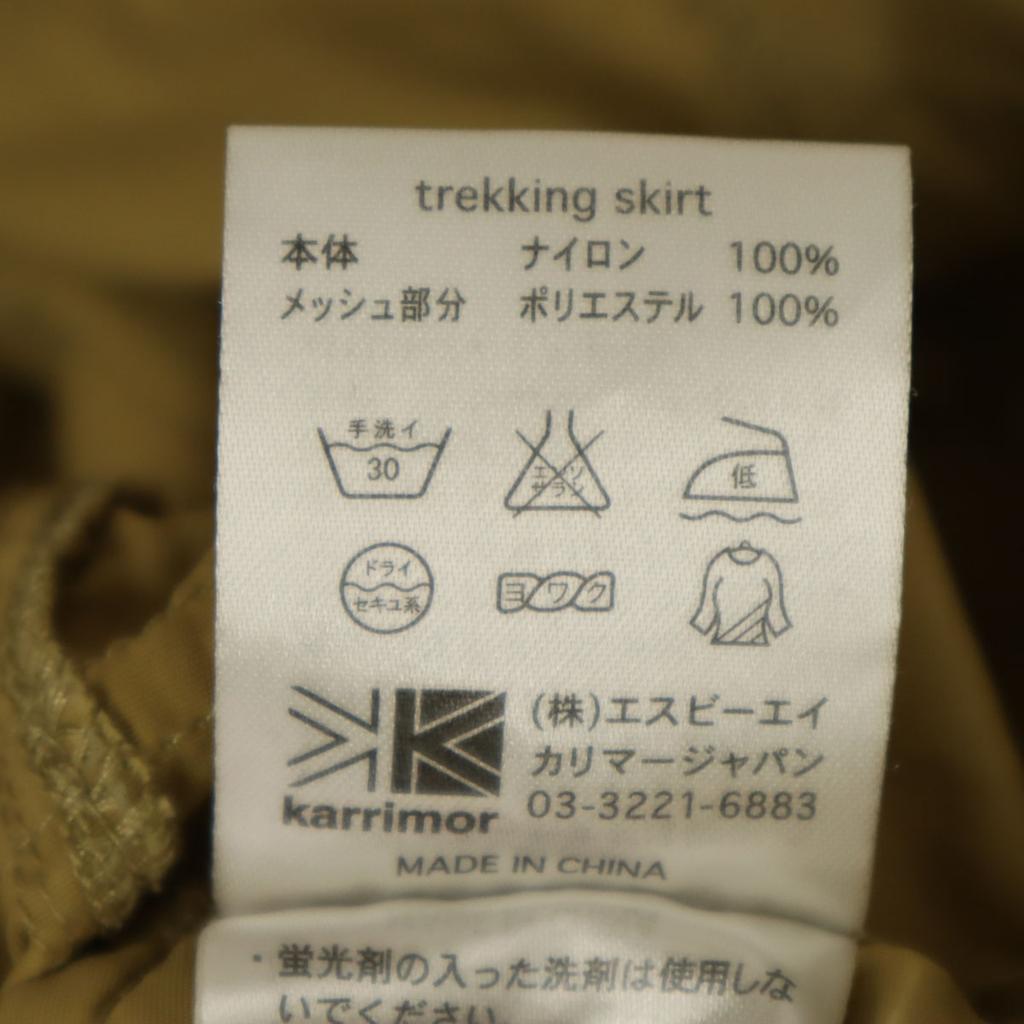 trekking skirt
本体 ナイロン 100%
メッシュ部分 ポリエステル 100%
手洗イ
30
エンソ
サラシ
低
ドライ
セキユ系
ヨワク
(株)エスビーエイ
カリマージャパン
03-3221-6883
karrimor
MADE IN CHINA
・蛍光剤の入った洗剤は使用しな
いでください。